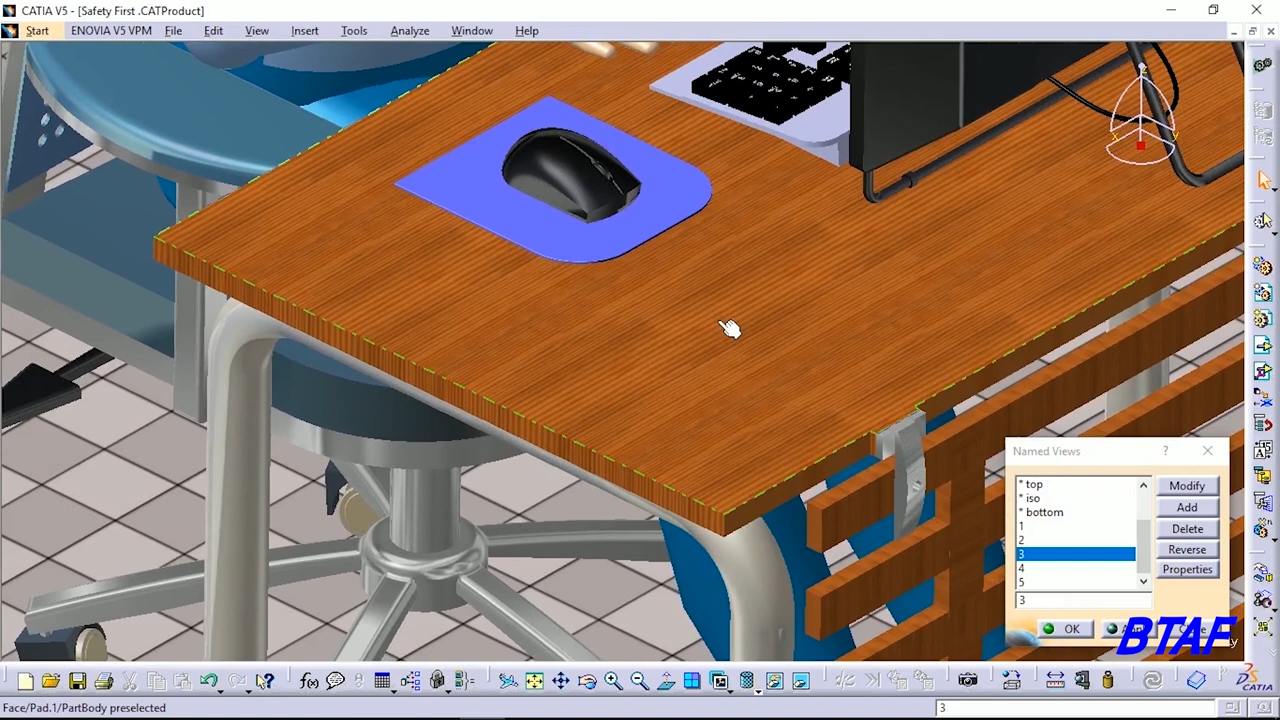 CATIA V5 - [Safety First .CATProduct]
Start ENOVIA V5 VPM File Edit View Insert Tools Analyze Window Help
Named Views
* top
* iso
* bottom
1
2
3
4
5
3
Modify
Add
Delete
Reverse
Properties
OK
BTAF
Face/Pad.1/PartBody preselected
3
CATIA